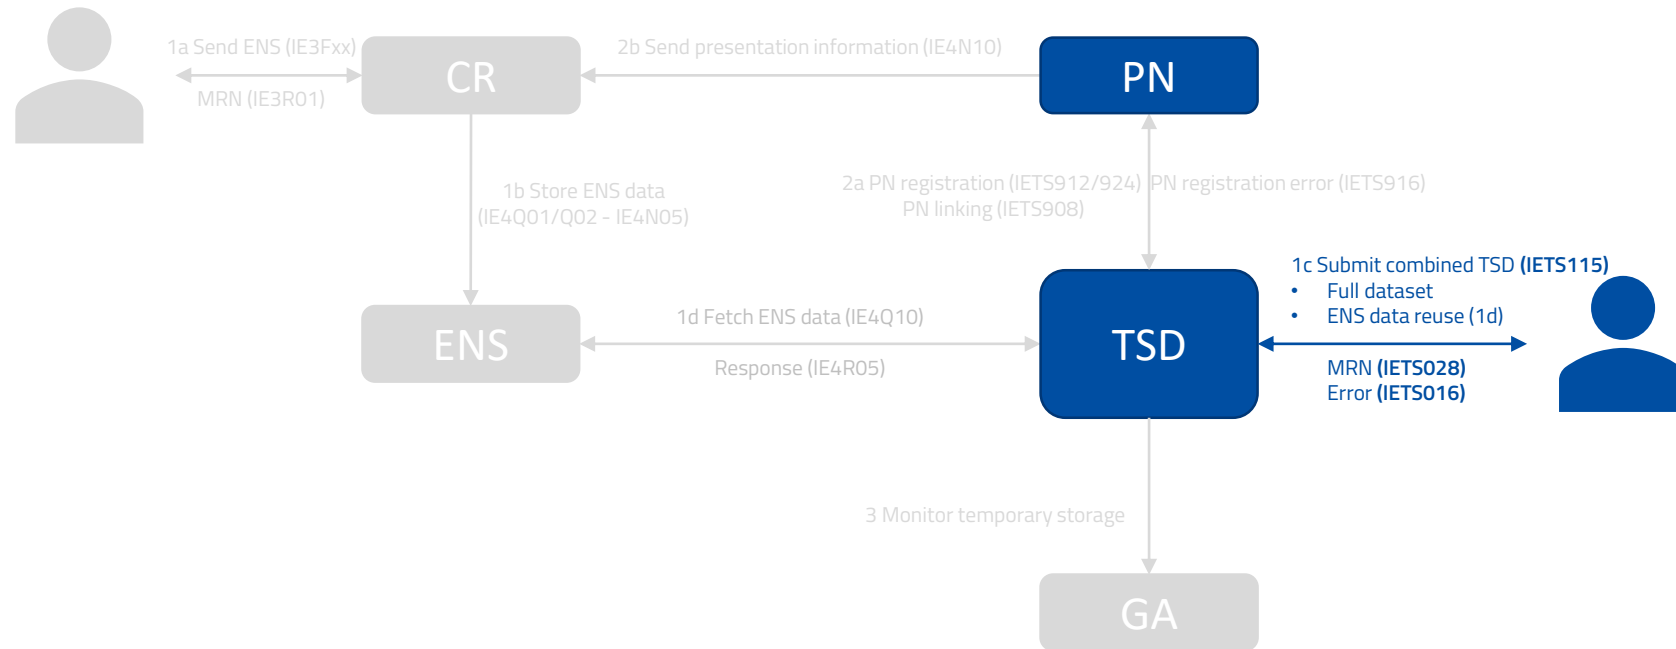 1a Send ENS (IE3Fxx)
MRN (IE3R01)
CR
2b Send presentation information (IE4N10)
PN
1b Store ENS data
(IE4Q01/Q02 - IE4N05)
2a PN registration (IETS912/924)
PN linking (IETS908)
PN registration error (IETS916)
ENS
1d Fetch ENS data (IE4Q10)
Response (IE4R05)
TSD
1c Submit combined TSD (IETS115)
• Full dataset
• ENS data reuse (1d)
MRN (IETS028)
Error (IETS016)
3 Monitor temporary storage
GA